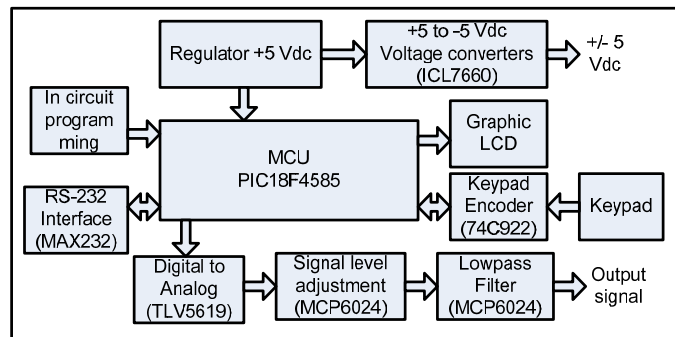 Regulator +5 Vdc
+5 to –5 Vdc
Voltage converters
(ICL7660)
+/- 5
Vdc
In circuit
program
ming
MCU
PIC18F4585
Graphic
LCD
RS-232
Interface
(MAX232)
Keypad
Encoder
(74C922)
Keypad
Digital to
Analog
(TLV5619)
Signal level
adjustment
(MCP6024)
Lowpass
Filter
(MCP6024)
Output
signal